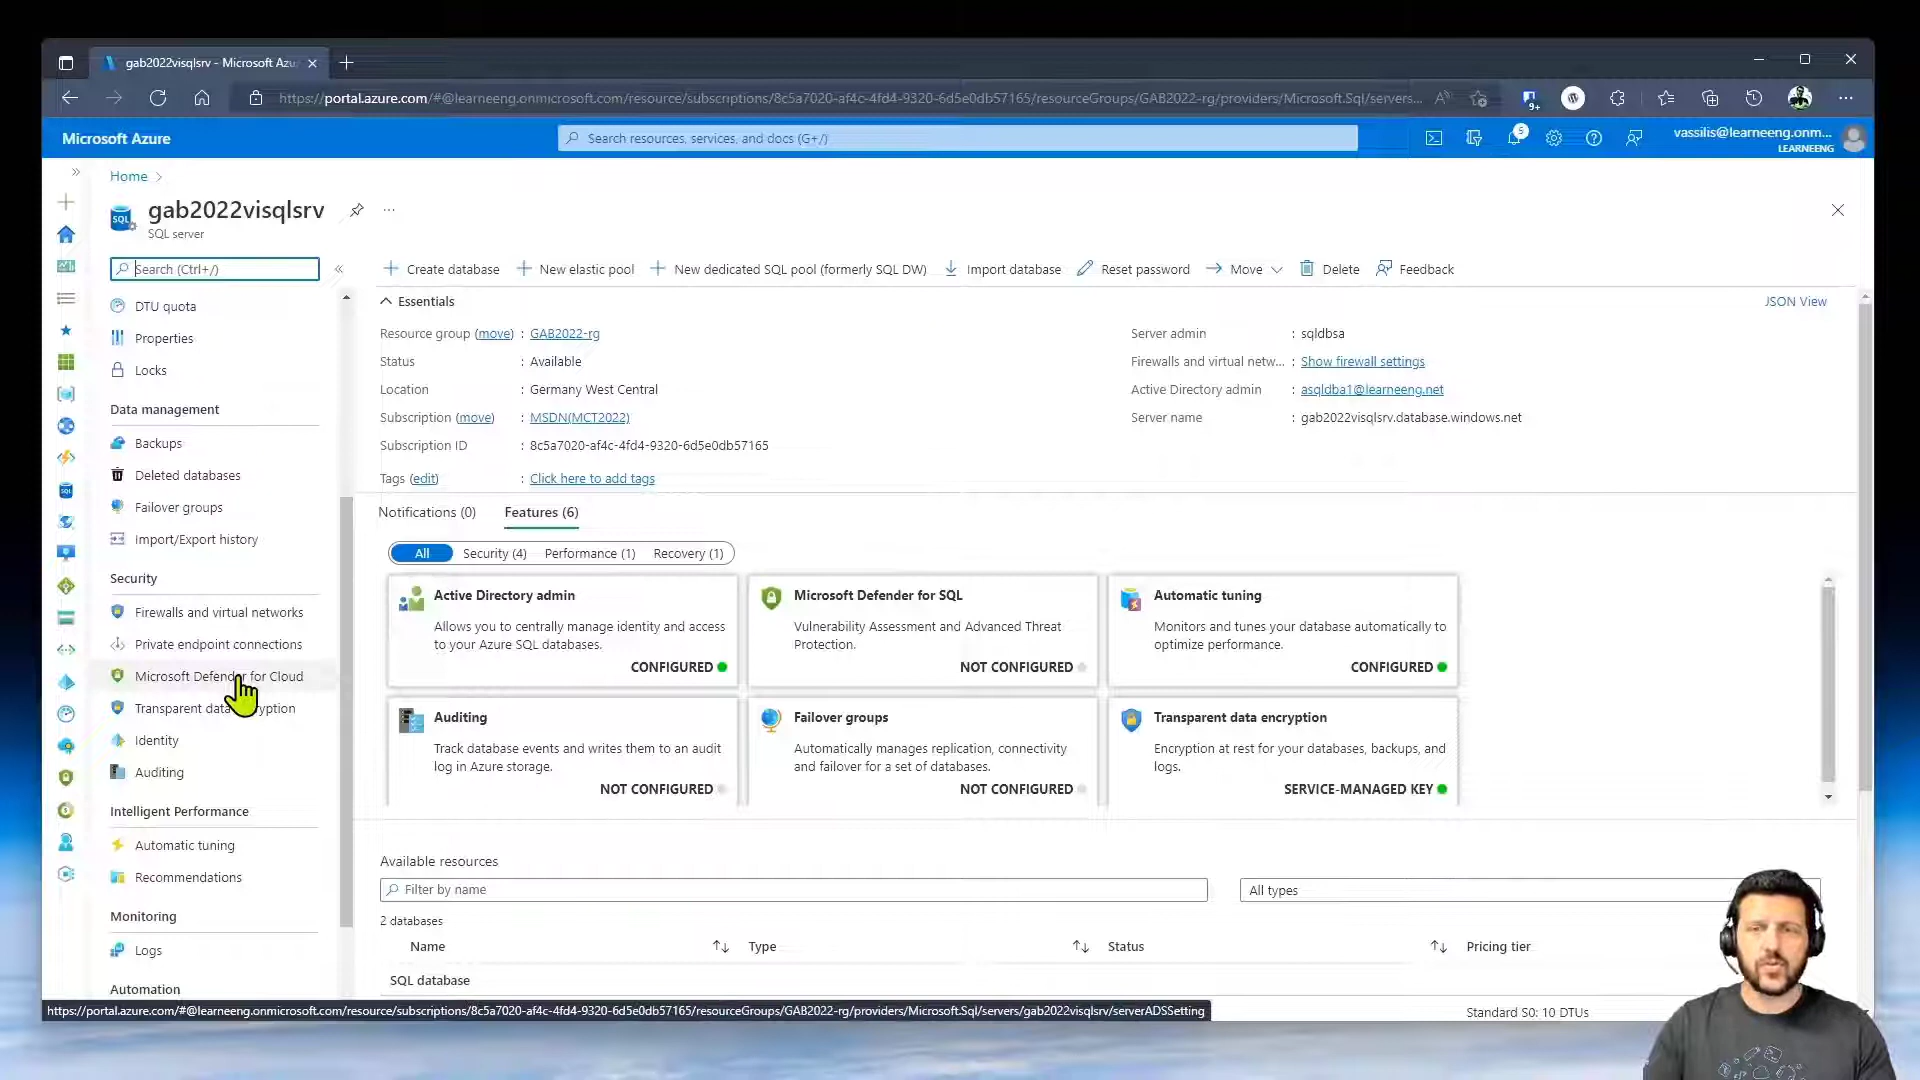 gab2022visqlsrv - Microsoft Azu
https://portal.azure.com/#@learneeng.onmicrosoft.com/resource/subscriptions/8c5a7020-af4c-4fd4-9320-6d5e0db57165/resourceGroups/GAB2022-rg/providers/Microsoft.Sql/servers...
9+
Microsoft Azure
Search resources, services, and docs (G+/)
5
vassilis@learneeng.onm...
LEARNEENG
Home
gab2022visqlsrv
SQL
SQL server
Search (Ctrl+/)
Create database
New elastic pool
New dedicated SQL pool (formerly SQL DW)
Import database
Reset password
Move
Delete
Feedback
DTU quota
Properties
Locks
Data management
Backups
Deleted databases
Failover groups
Import/Export history
Security
Firewalls and virtual networks
Private endpoint connections
Microsoft Defender for Cloud
Transparent data yption
Identity
Auditing
Intelligent Performance
Automatic tuning
Recommendations
Monitoring
Logs
Automation
Essentials
JSON View
Resource group (move) : GAB2022-rg
Status : Available
Location : Germany West Central
Subscription (move) : MSDN(MCT2022)
Subscription ID : 8c5a7020-af4c-4fd4-9320-6d5e0db57165
Tags (edit) : Click here to add tags
Server admin : sqldbsa
Firewalls and virtual netw... : Show firewall settings
Active Directory admin : asqldba1@learneeng.net
Server name : gab2022visqlsrv.database.windows.net
Notifications (0)
Features (6)
All
Security (4)
Performance (1)
Recovery (1)
Active Directory admin
Allows you to centrally manage identity and access
to your Azure SQL databases.
CONFIGURED
Microsoft Defender for SQL
Vulnerability Assessment and Advanced Threat
Protection.
NOT CONFIGURED
Automatic tuning
Monitors and tunes your database automatically to
optimize performance.
CONFIGURED
Auditing
Track database events and writes them to an audit
log in Azure storage.
NOT CONFIGURED
Failover groups
Automatically manages replication, connectivity
and failover for a set of databases.
NOT CONFIGURED
Transparent data encryption
Encryption at rest for your databases, backups, and
logs.
SERVICE-MANAGED KEY
Available resources
Filter by name
All types
2 databases
Name
Type
Status
Pricing tier
SQL database
Standard S0: 10 DTUs
https://portal.azure.com/#@learneeng.onmicrosoft.com/resource/subscriptions/8c5a7020-af4c-4fd4-9320-6d5e0db57165/resourceGroups/GAB2022-rg/providers/Microsoft.Sql/servers/gab2022visqlsrv/serverADSSetting